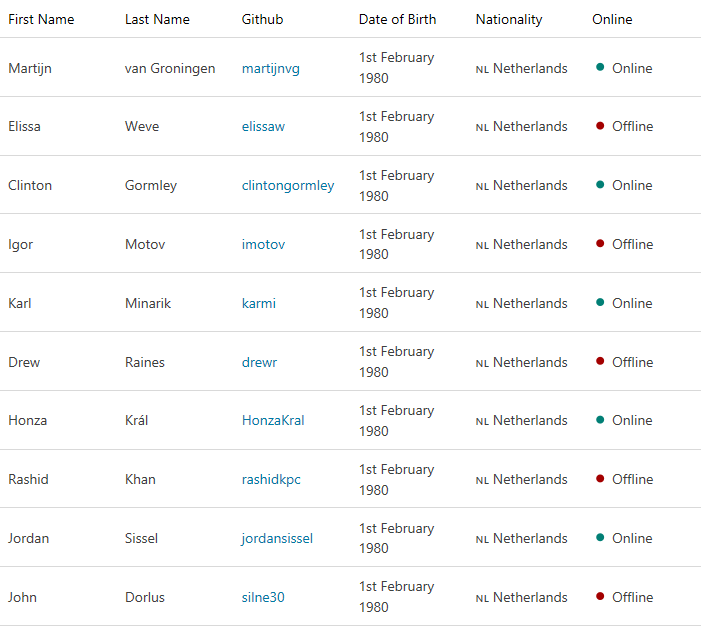 First Name Last Name Github Date of Birth Nationality Online
Martijn van Groningen martijnvg 1st February 1980 NL Netherlands Online
Elissa Weve elissaw 1st February 1980 NL Netherlands Offline
Clinton Gormley clintongormley 1st February 1980 NL Netherlands Online
Igor Motov imotov 1st February 1980 NL Netherlands Offline
Karl Minarik karmi 1st February 1980 NL Netherlands Online
Drew Raines drewr 1st February 1980 NL Netherlands Offline
Honza Král HonzaKral 1st February 1980 NL Netherlands Online
Rashid Khan rashidkpc 1st February 1980 NL Netherlands Offline
Jordan Sissel jordansissel 1st February 1980 NL Netherlands Online
John Dorlus silne30 1st February 1980 NL Netherlands Offline